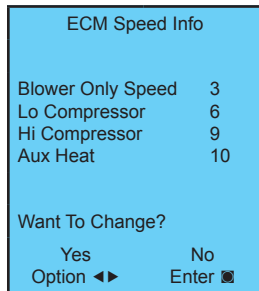 ECM Speed Info
Blower Only Speed 3
Lo Compressor 6
Hi Compressor 9
Aux Heat 10
Want To Change?
Yes No
Option ◄► Enter ◙